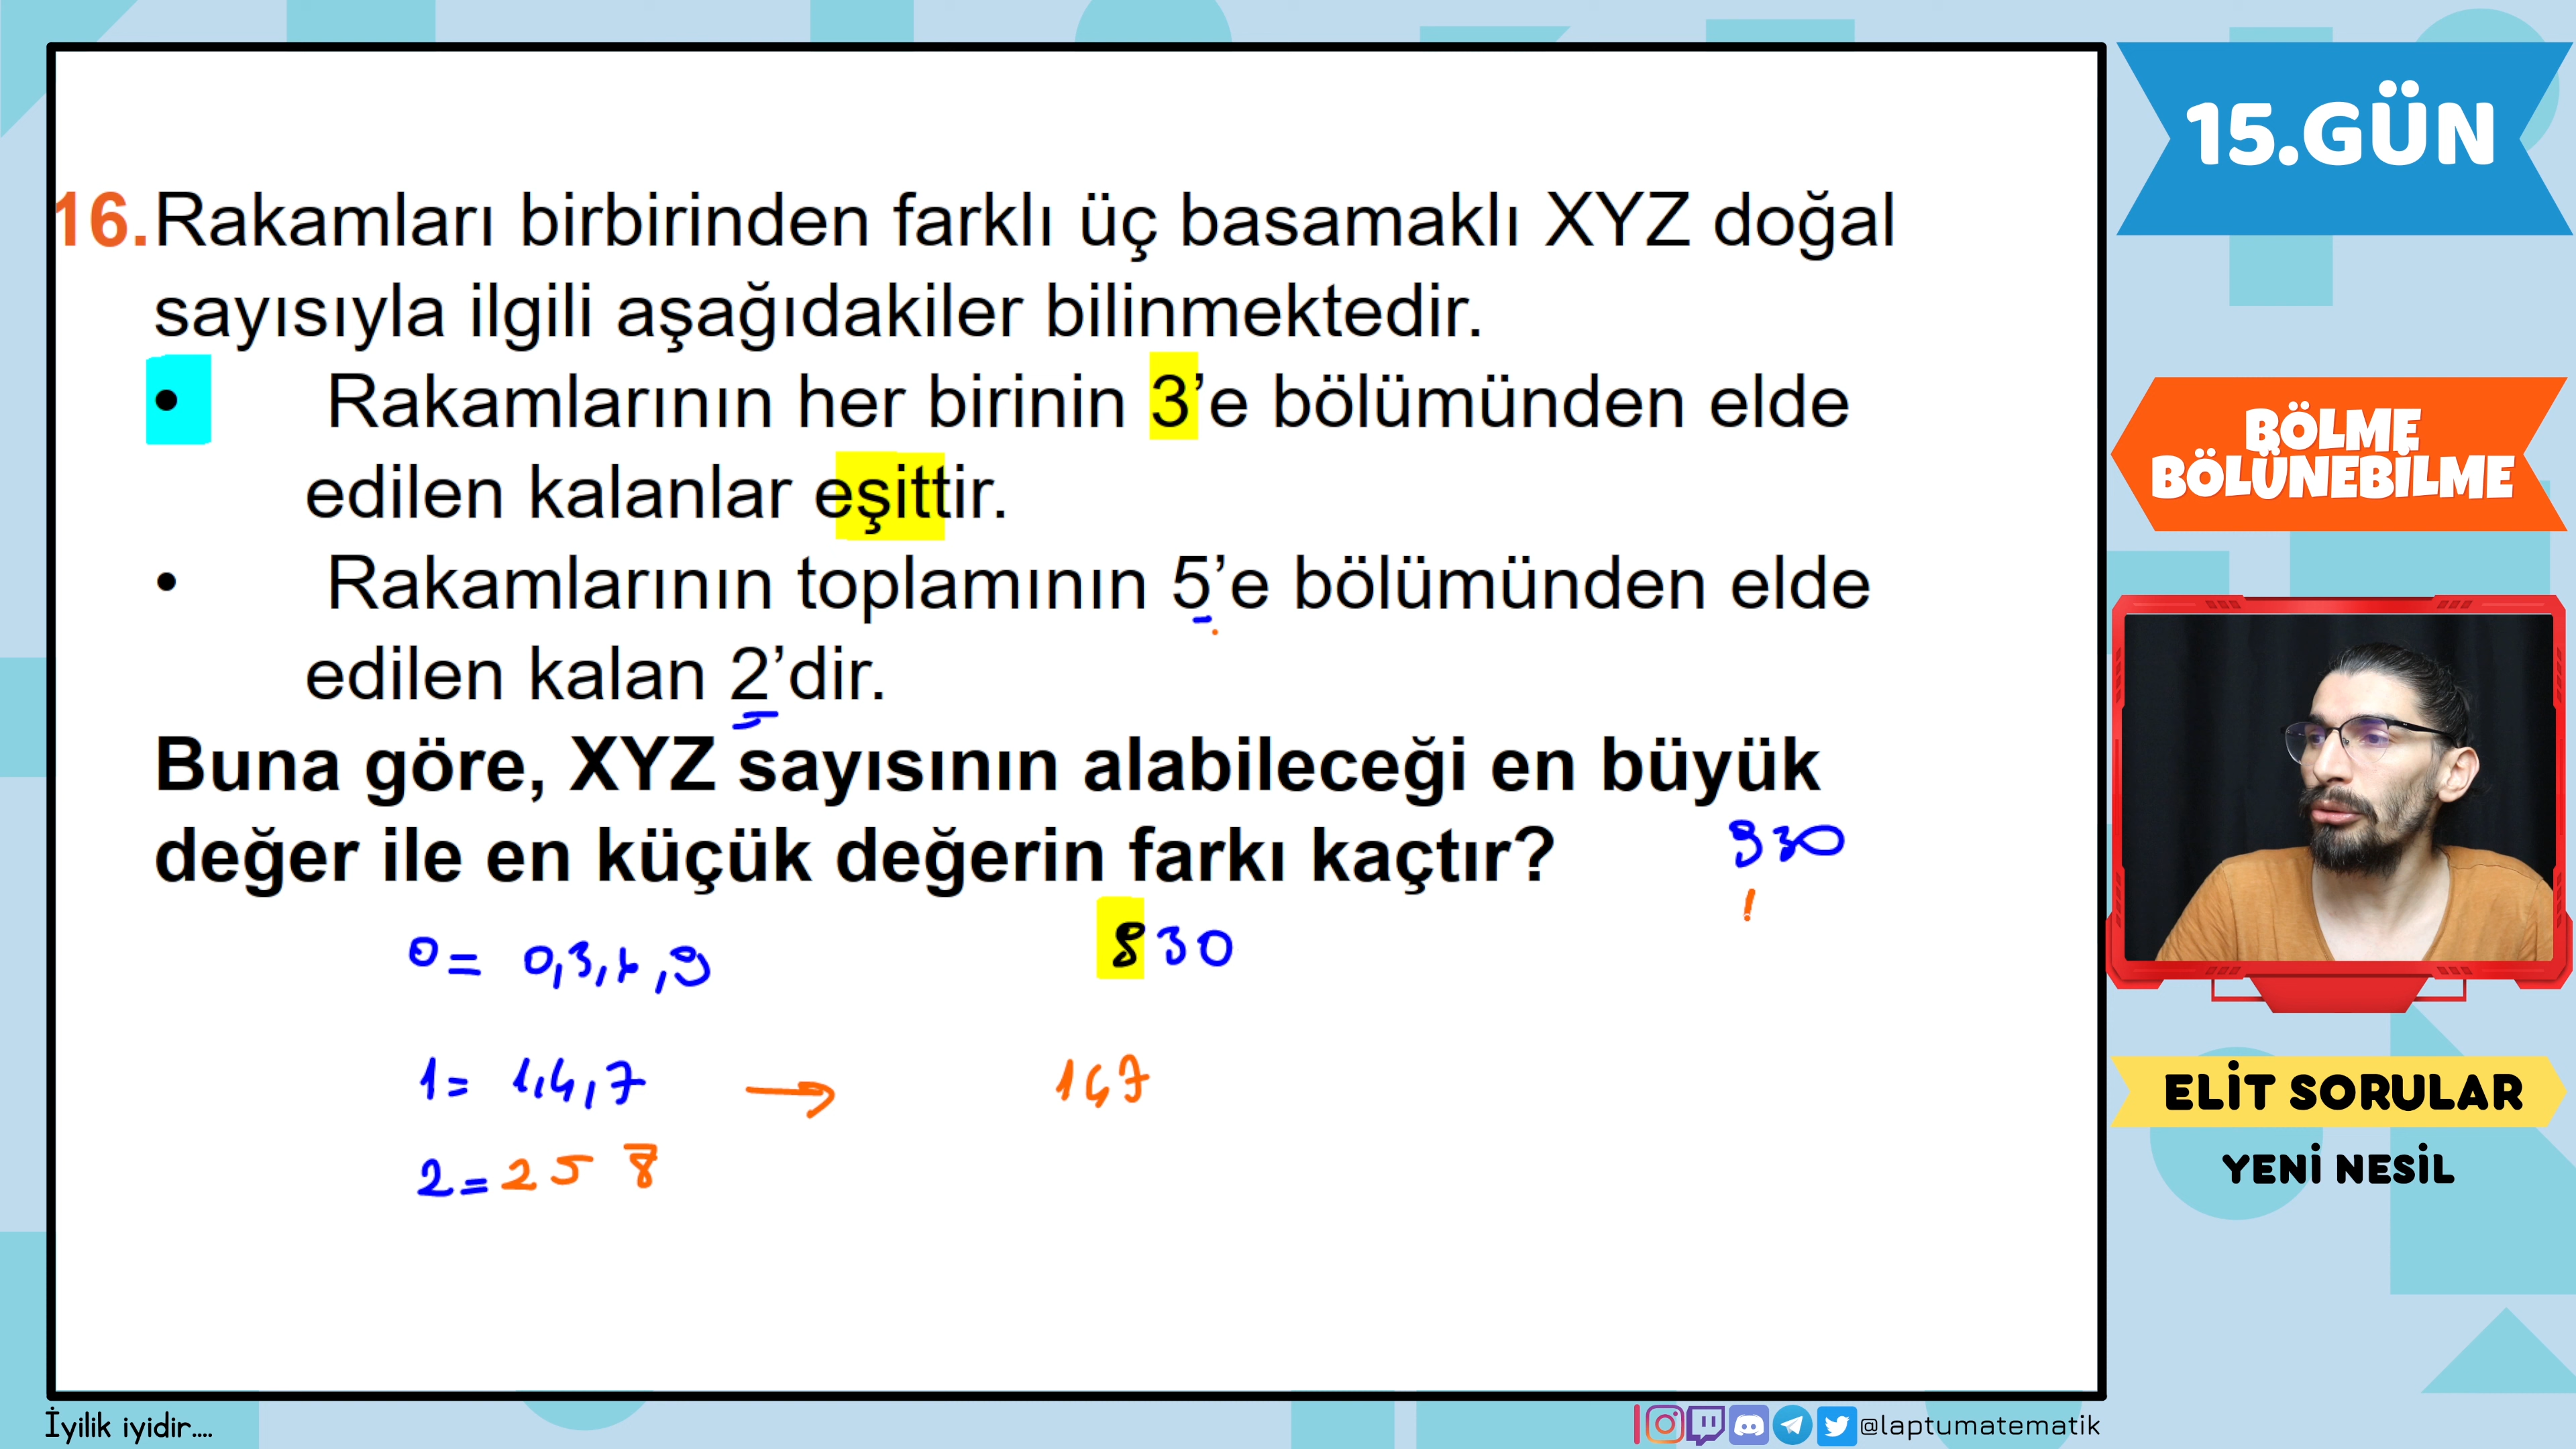 15.GÜN
16. Rakamları birbirinden farklı üç basamaklı XYZ doğal
sayısıyla ilgili aşağıdakiler bilinmektedir.
• Rakamlarının her birinin 3’e bölümünden elde
edilen kalanlar eşittir.
• Rakamlarının toplamının 5’e bölümünden elde
edilen kalan 2’dir.
Buna göre, XYZ sayısının alabileceği en büyük
değer ile en küçük değerin farkı kaçtır?
930
!
0 = 0,3, ,9
830
1 = 1,4,7 → 147
2 = 2 5 8
BÖLME
BÖLÜNEBİLME
ELİT SORULAR
YENİ NESİL
İyilik iyidir....
@laptumatematik